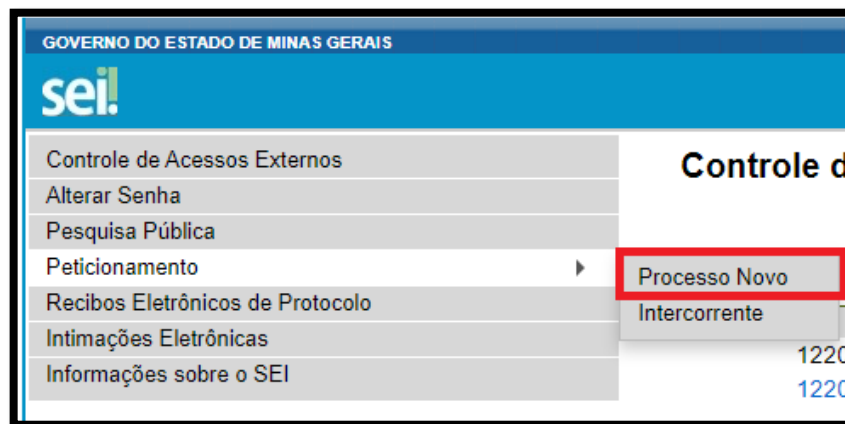 GOVERNO DO ESTADO DE MINAS GERAIS
sei!
Controle de Acessos Externos
Alterar Senha
Pesquisa Pública
Peticionamento
Recibos Eletrônicos de Protocolo
Intimações Eletrônicas
Informações sobre o SEI
Controle d
Processo Novo
Intercorrente
1220
1220